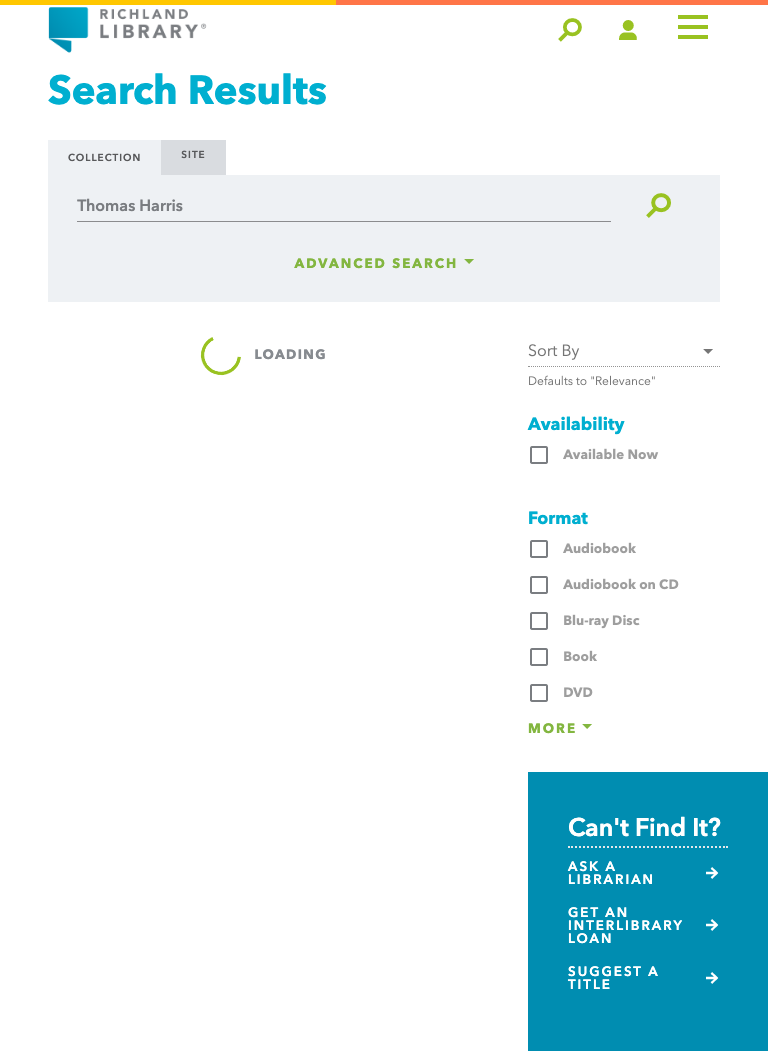 RICHLAND
LIBRARY®
Search Results
COLLECTION
SITE
Thomas Harris
ADVANCED SEARCH
LOADING
Sort By
Defaults to "Relevance"
Availability
Available Now
Format
Audiobook
Audiobook on CD
Blu-ray Disc
Book
DVD
MORE
Can't Find It?
ASK A
LIBRARIAN
GET AN
INTERLIBRARY
LOAN
SUGGEST A
TITLE